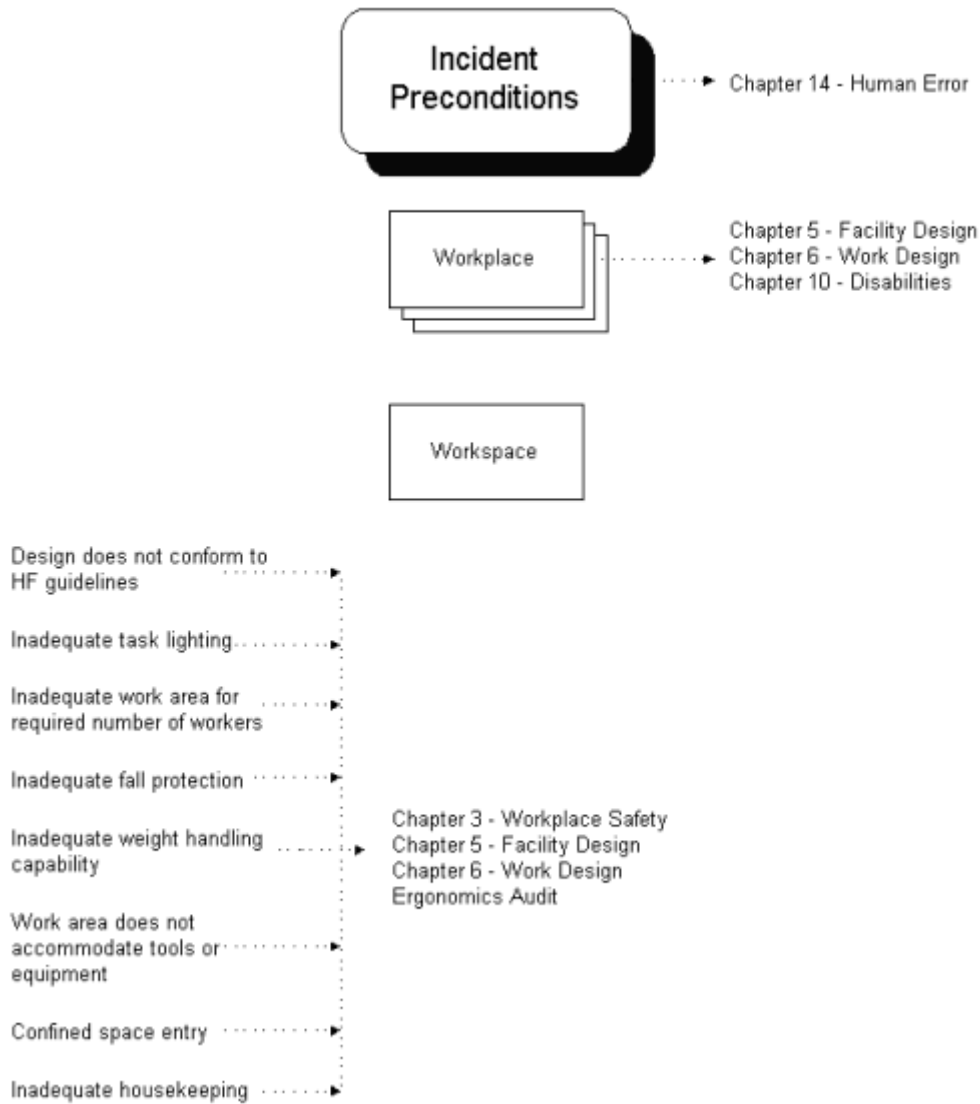 Incident
Preconditions
Chapter 14 - Human Error
Workplace
Chapter 5 - Facility Design
Chapter 6 - Work Design
Chapter 10 - Disabilities
Workspace
Design does not conform to
HF guidelines
Inadequate task lighting
Inadequate work area for
required number of workers
Inadequate fall protection
Inadequate weight handling
capability
Work area does not
accommodate tools or
equipment
Confined space entry
Inadequate housekeeping
Chapter 3 - Workplace Safety
Chapter 5 - Facility Design
Chapter 6 - Work Design
Ergonomics Audit